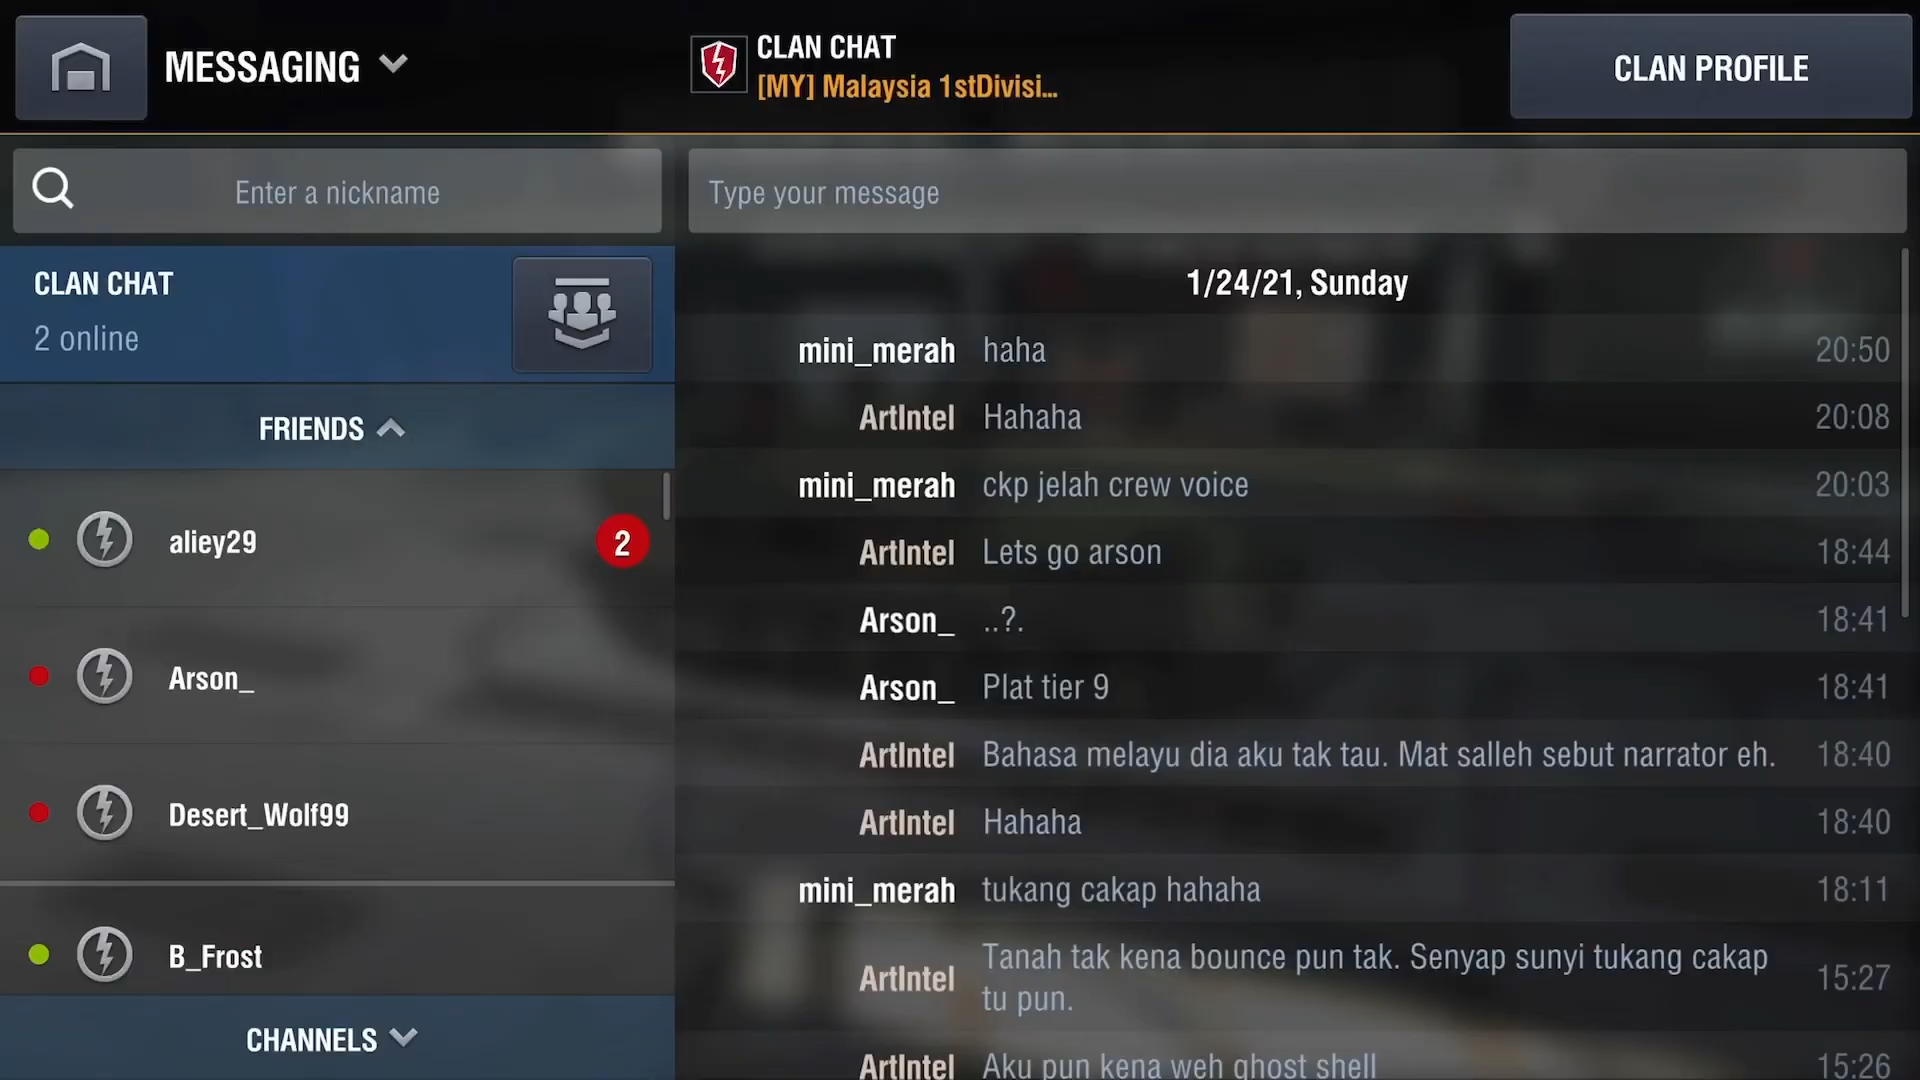 MESSAGING
CLAN CHAT
[MY] Malaysia 1stDivisi...
CLAN PROFILE
Enter a nickname
Type your message
CLAN CHAT
2 online
FRIENDS
aliey29
2
Arson_
Desert_Wolf99
B_Frost
CHANNELS
1/24/21, Sunday
mini_merah haha 20:50
ArtIntel Hahaha 20:08
mini_merah ckp jelah crew voice 20:03
ArtIntel Lets go arson 18:44
Arson_ ..?. 18:41
Arson_ Plat tier 9 18:41
ArtIntel Bahasa melayu dia aku tak tau. Mat salleh sebut narrator eh. 18:40
ArtIntel Hahaha 18:40
mini_merah tukang cakap hahaha 18:11
ArtIntel Tanah tak kena bounce pun tak. Senyap sunyi tukang cakap
tu pun. 15:27
ArtIntel Aku pun kena weh ghost shell 15:26